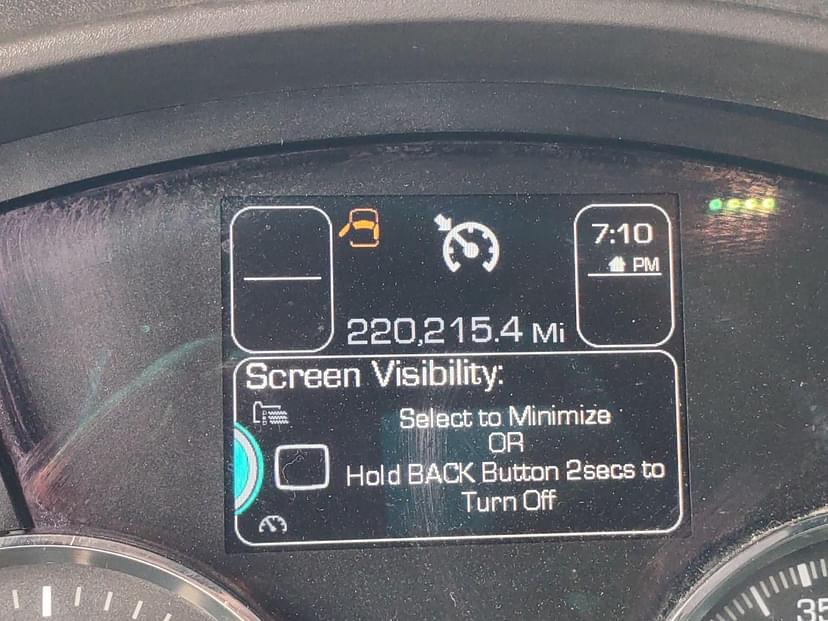 7:10
PM
220,215.4 Mi
Screen Visibility:
Select to Minimize
OR
Hold BACK Button 2secs to
Turn Off
35